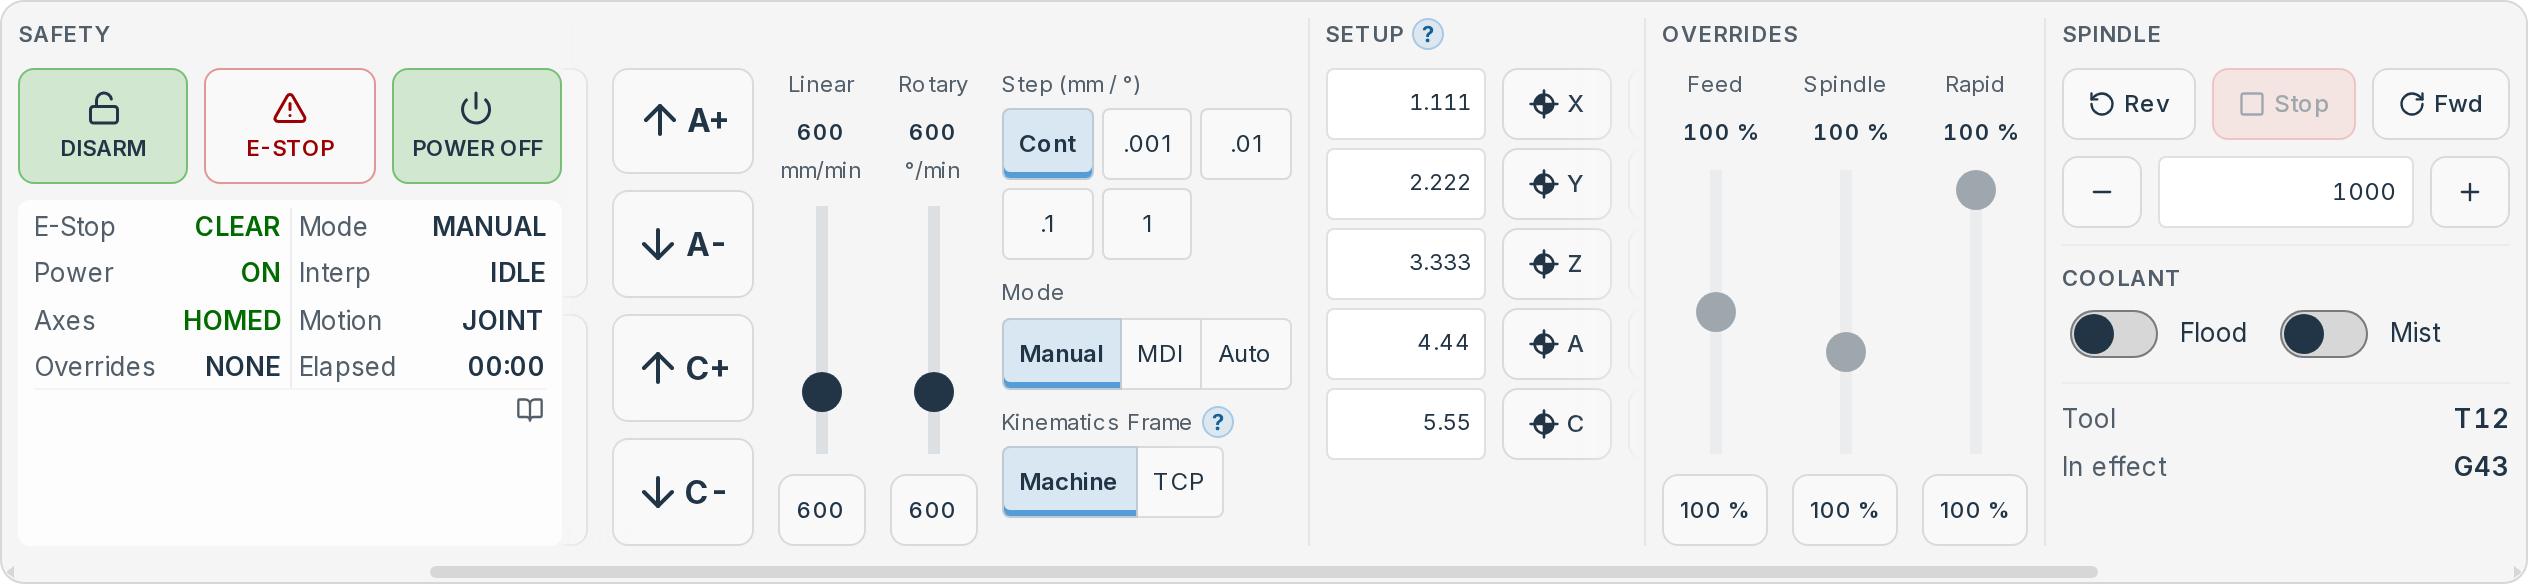 SAFETY
DISARM
E-STOP
POWER OFF
E-Stop CLEAR Mode MANUAL
Power ON Interp IDLE
Axes HOMED Motion JOINT
Overrides NONE Elapsed 00:00
A+
A-
C+
C-
Linear
600
mm/min
600
Rotary
600
°/min
600
Step (mm / °)
Cont .001 .01
.1 1
Mode
Manual MDI Auto
Kinematics Frame ?
Machine TCP
SETUP ?
1.111 X
2.222 Y
3.333 Z
4.44 A
5.55 C
OVERRIDES
Feed Spindle Rapid
100 % 100 % 100 %
100 % 100 % 100 %
SPINDLE
Rev Stop Fwd
− 1000 +
COOLANT
Flood Mist
Tool T12
In effect G43